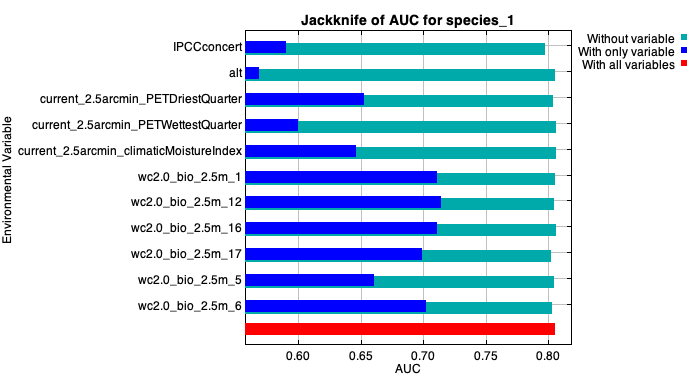 Jackknife of AUC for species_1
Without variable
With only variable
With all variables
Environmental Variable
IPCCconcert
alt
current_2.5arcmin_PETDriestQuarter
current_2.5arcmin_PETWettestQuarter
current_2.5arcmin_climaticMoistureIndex
wc2.0_bio_2.5m_1
wc2.0_bio_2.5m_12
wc2.0_bio_2.5m_16
wc2.0_bio_2.5m_17
wc2.0_bio_2.5m_5
wc2.0_bio_2.5m_6
0.60 0.65 0.70 0.75 0.80
AUC